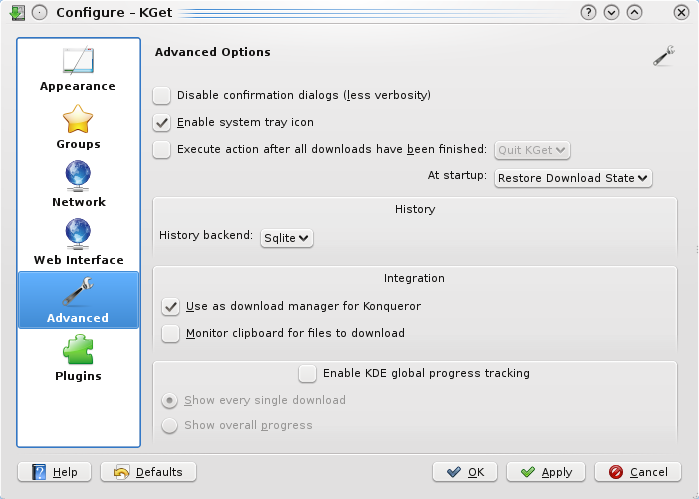 Configure – KGet
Appearance
Groups
Network
Web Interface
Advanced
Plugins
Advanced Options
Disable confirmation dialogs (less verbosity)
Enable system tray icon
Execute action after all downloads have been finished: Quit KGet
At startup: Restore Download State
History
History backend: Sqlite
Integration
Use as download manager for Konqueror
Monitor clipboard for files to download
Enable KDE global progress tracking
Show every single download
Show overall progress
Help Defaults OK Apply Cancel